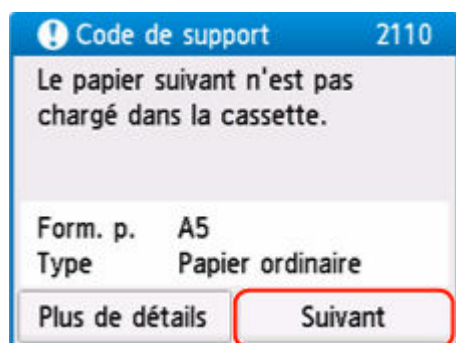 Code de support 2110
Le papier suivant n'est pas
chargé dans la cassette.
Form. p. A5
Type Papier ordinaire
Plus de détails Suivant